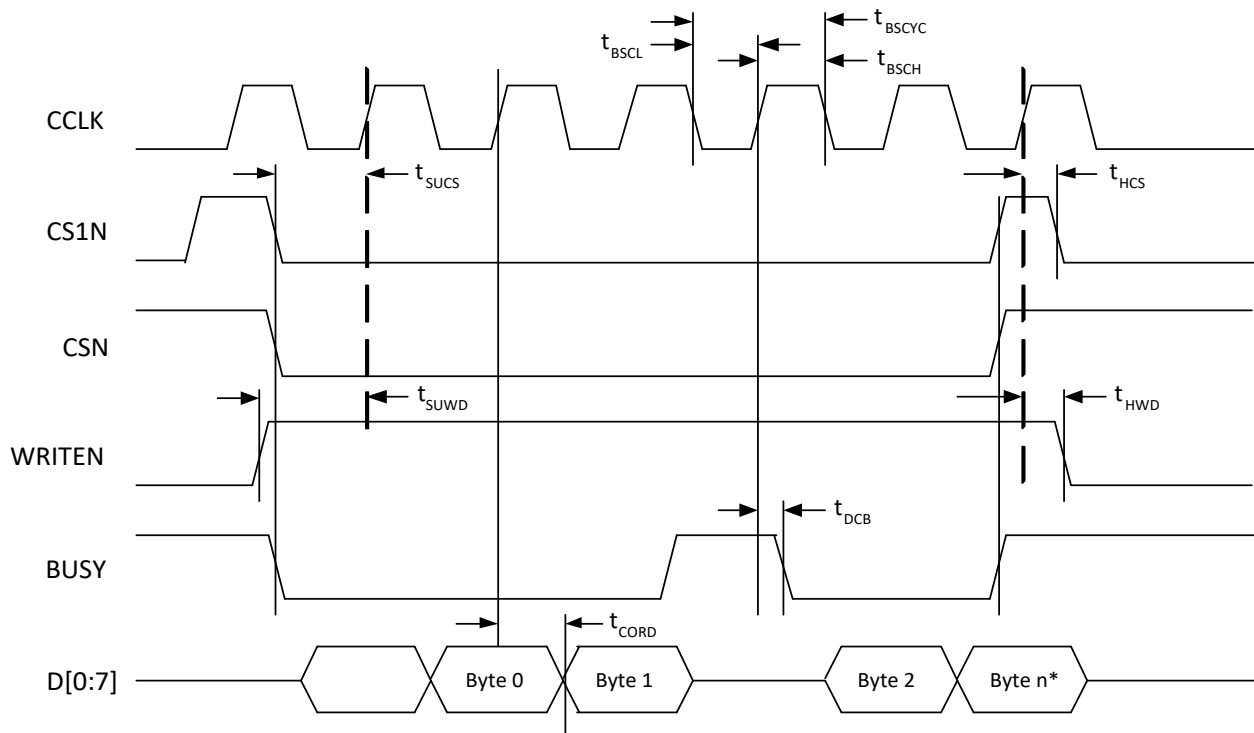 tBSCYC
tBSCL
tBSCH
CCLK
tSUCS
tHCS
CS1N
CSN
tSUWD
tHWD
WRITEN
tDCB
BUSY
tCORD
D[0:7]
Byte 0
Byte 1
Byte 2
Byte n*